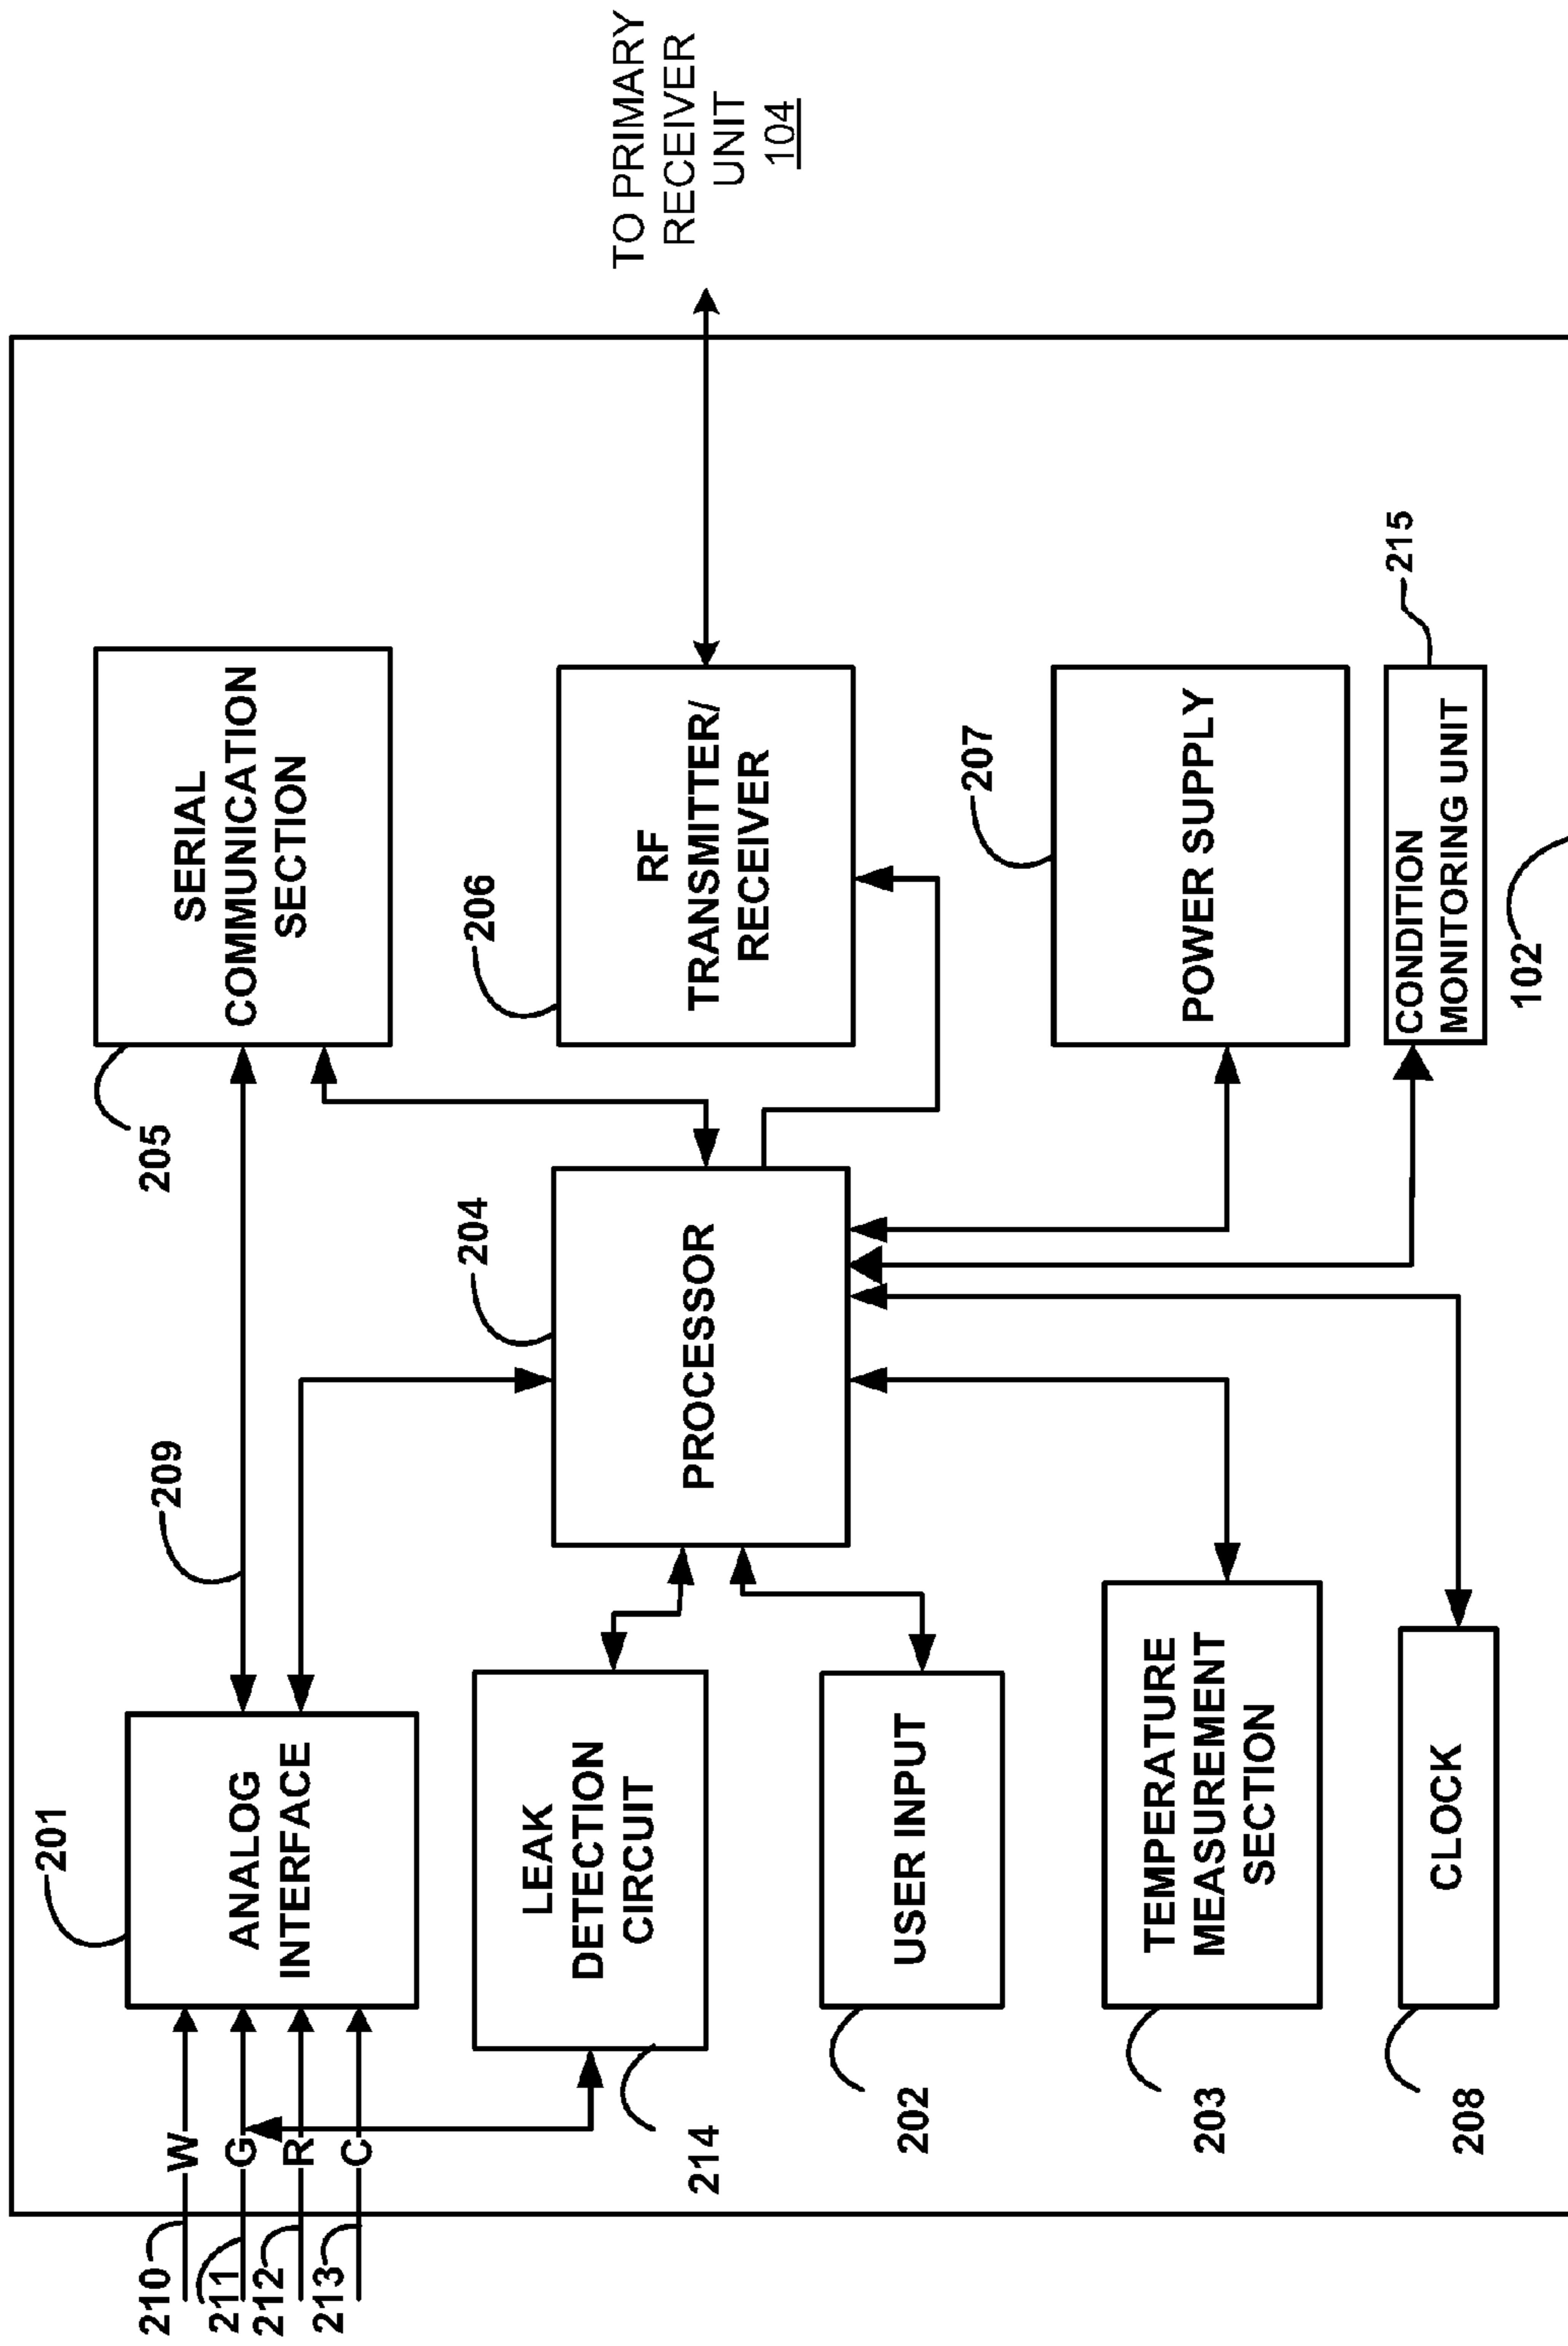 210
W
211
G
212
R
213
C
201
ANALOG
INTERFACE
209
205
SERIAL
COMMUNICATION
SECTION
214
LEAK
DETECTION
CIRCUIT
204
PROCESSOR
206
RF
TRANSMITTER/
RECEIVER
TO PRIMARY
RECEIVER
UNIT
104
202
USER INPUT
203
TEMPERATURE
MEASUREMENT
SECTION
207
POWER SUPPLY
208
CLOCK
CONDITION
MONITORING UNIT
215
102